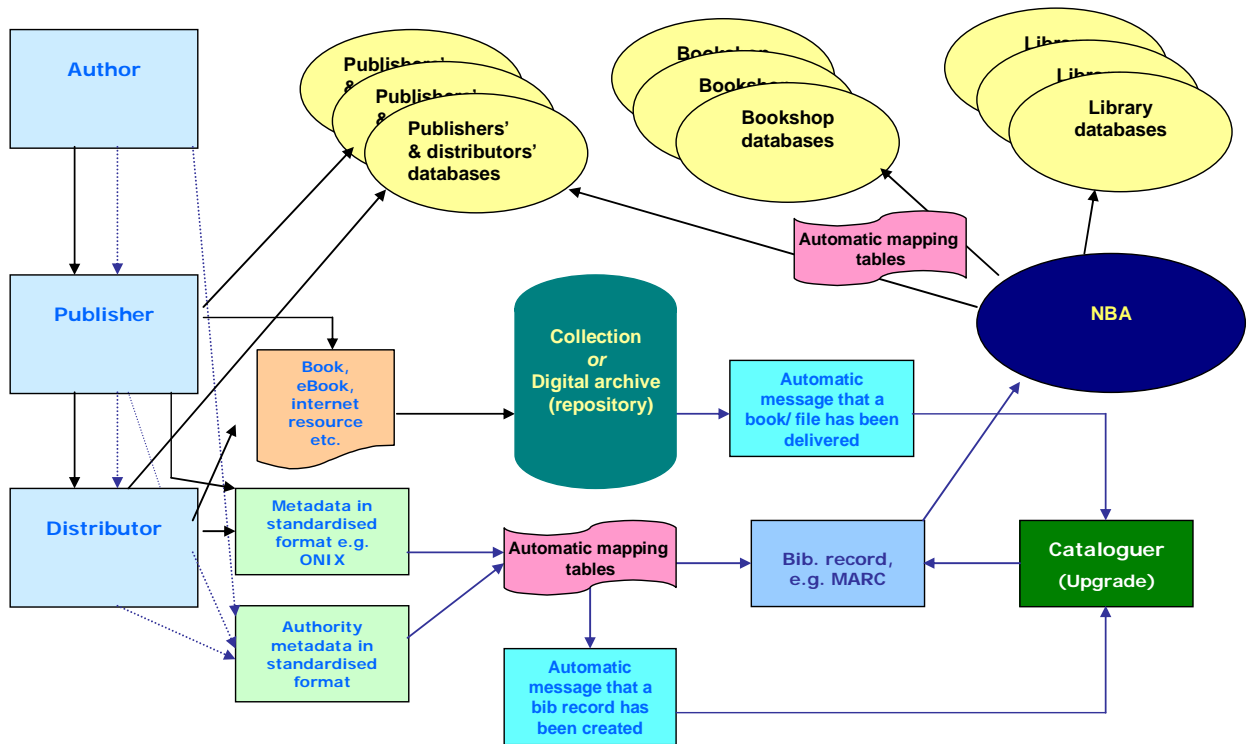 Author
Publishers’
&
Publishers’
&
Publishers’
& distributors’
databases
Bookshop
Bookshop
Bookshop
databases
Library
databases
Automatic mapping
tables
NBA
Publisher
Book,
eBook,
internet
resource
etc.
Collection
or
Digital archive
(repository)
Automatic
message that a
book/ file has been
delivered
Distributor
Metadata in
standardised
format e.g.
ONIX
Automatic mapping
tables
Bib. record,
e.g. MARC
Cataloguer
(Upgrade)
Authority
metadata in
standardised
format
Automatic
message that a
bib record has
been created